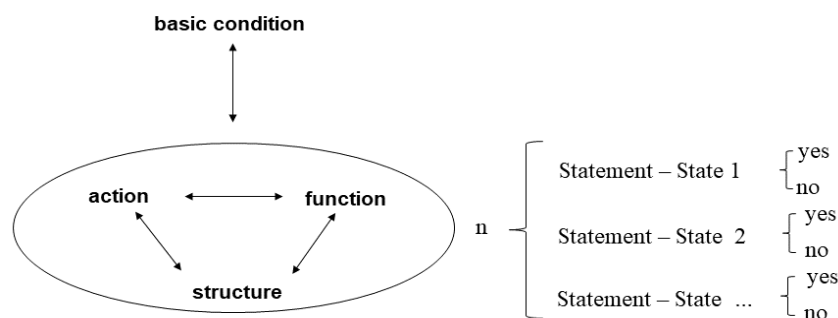 basic condition
action
function
structure
n
Statement – State 1
yes
no
Statement – State 2
yes
no
Statement – State ...
yes
no